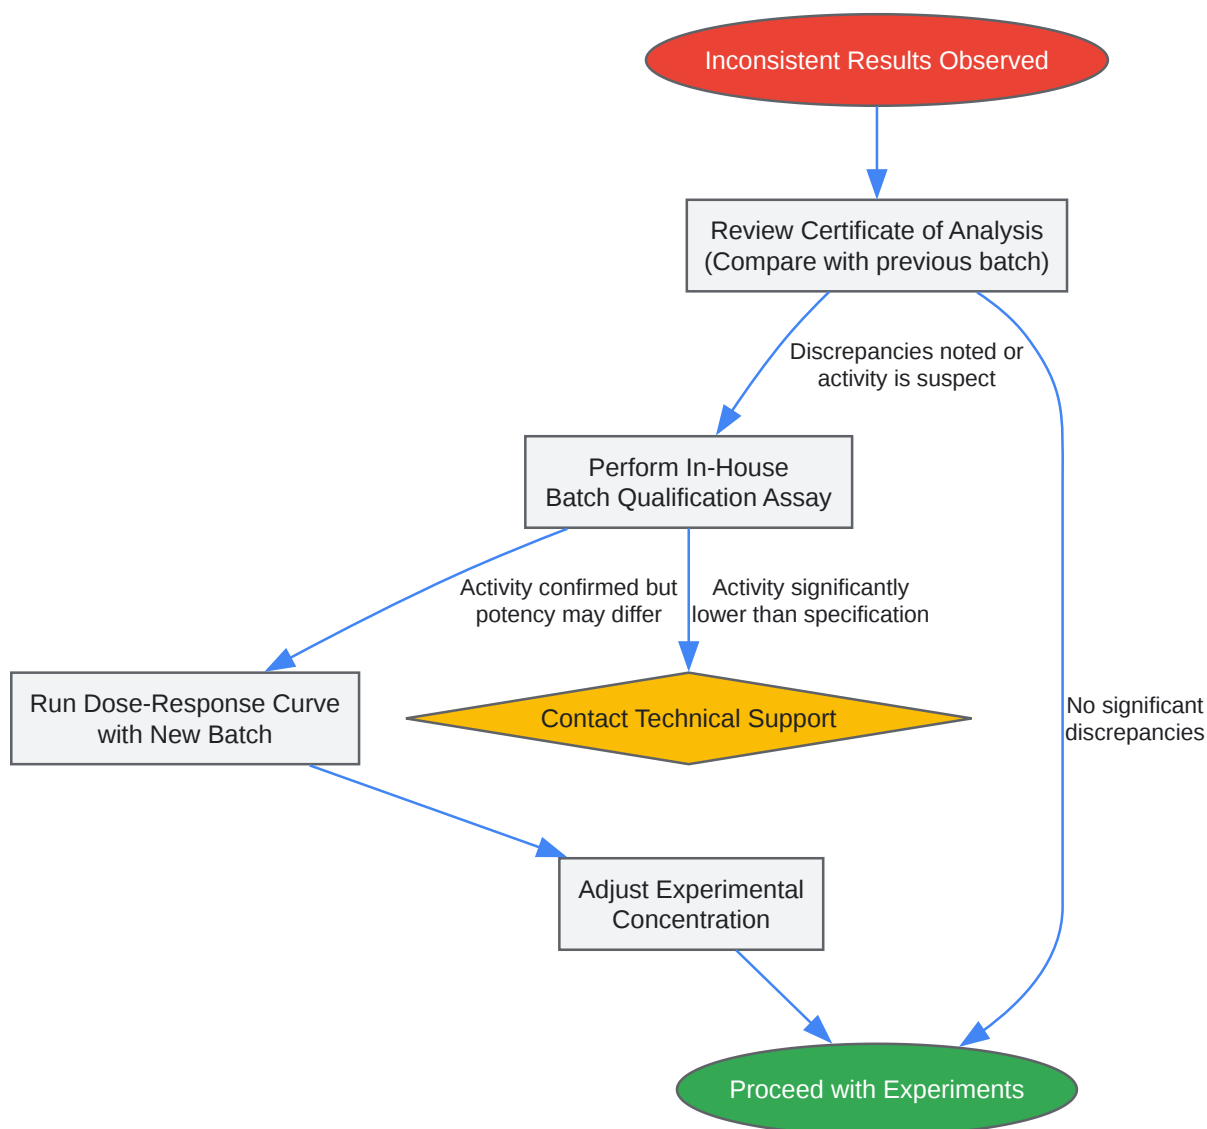 Inconsistent Results Observed
Review Certificate of Analysis
(Compare with previous batch)
Discrepancies noted or
activity is suspect
Perform In-House
Batch Qualification Assay
Activity confirmed but
potency may differ
Activity significantly
lower than specification
Run Dose-Response Curve
with New Batch
Contact Technical Support
No significant
discrepancies
Adjust Experimental
Concentration
Proceed with Experiments